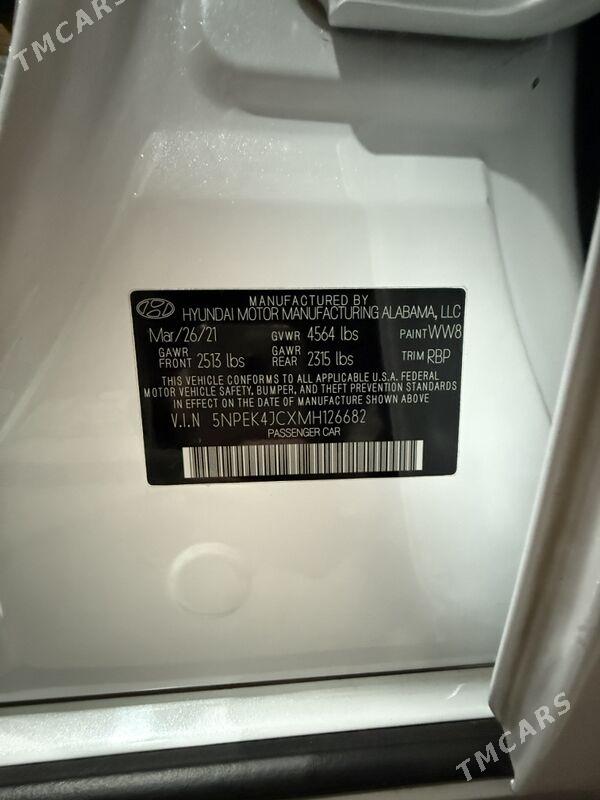 TMCARS
MANUFACTURED BY
HYUNDAI MOTOR MANUFACTURING ALABAMA, LLC
Mar/26/21 GVWR 4564 lbs PAINT WW8
GAWR FRONT 2513 lbs GAWR REAR 2315 lbs TRIM RBP
THIS VEHICLE CONFORMS TO ALL APPLICABLE U.S.A. FEDERAL
MOTOR VEHICLE SAFETY, BUMPER, AND THEFT PREVENTION STANDARDS
IN EFFECT ON THE DATE OF MANUFACTURE SHOWN ABOVE
V.I.N 5NPEK4JCXMH126682
PASSENGER CAR
TMCARS